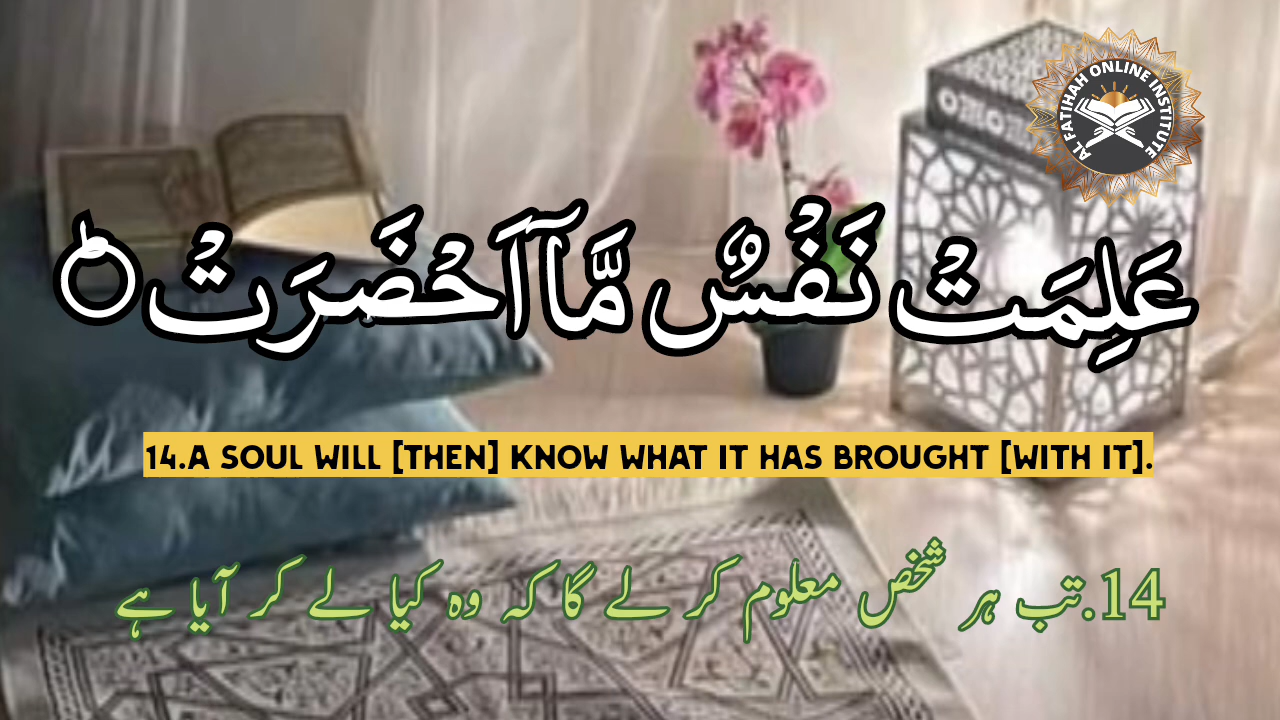 AL FATIHAH ONLINE INSTITUTE
عَلِمَتْ نَفْسٌ مَّاۤ اَحْضَرَتْ ؕ
14.A SOUL WILL [THEN] KNOW WHAT IT HAS BROUGHT [WITH IT].
14.تب ہر شخص معلوم کر لے گا کہ وہ کیا لے کر آیا ہے